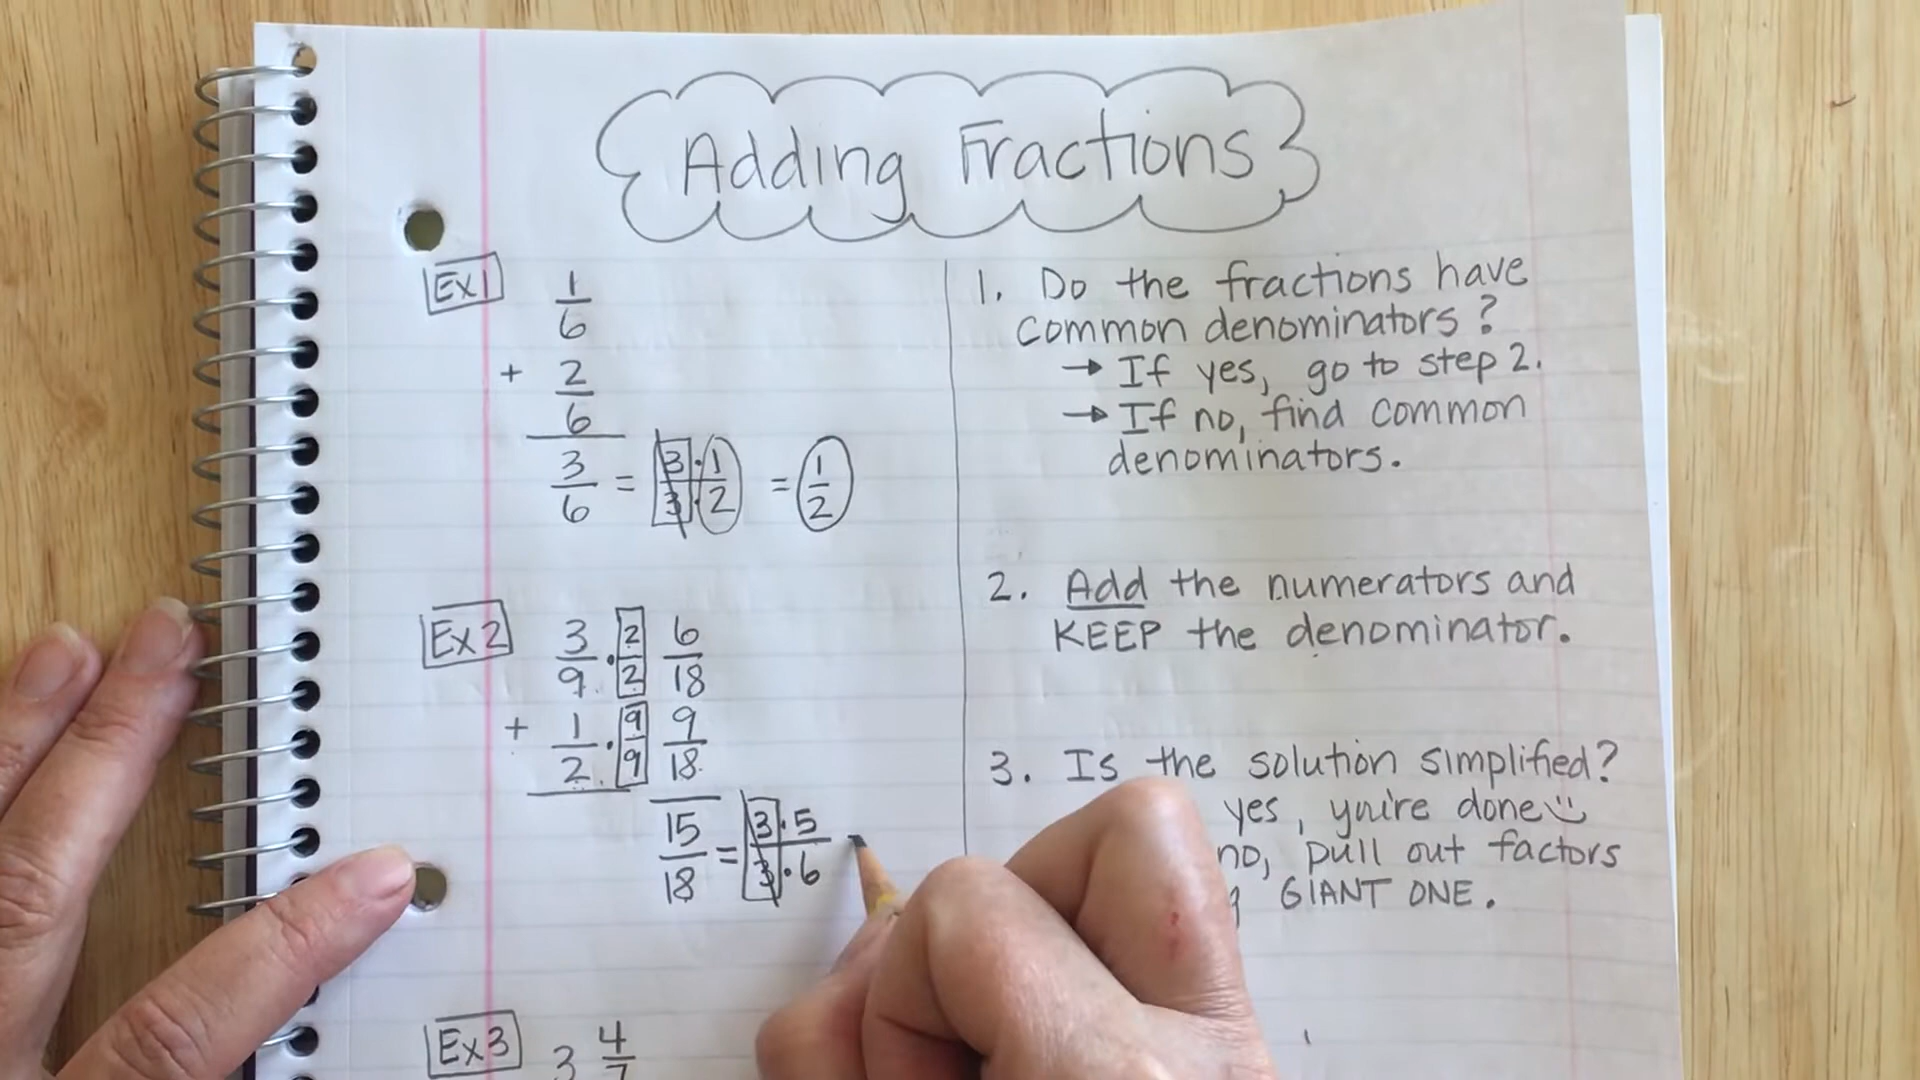 Adding Fractions
Ex1
1
6
+ 2
6
3 = 3 · 1 = 1
6 3 · 2 2
Ex2
3 · 2 6
9 2 18
+ 1 · 9 9
2 9 18
15 = 3 · 5
18 3 · 6
Ex3
3 4
1. Do the fractions have
common denominators?
→ If yes, go to step 2.
→ If no, find common
denominators.
2. Add the numerators and
KEEP the denominator.
3. Is the solution simplified?
yes, you're done
no, pull out factors
GIANT ONE.